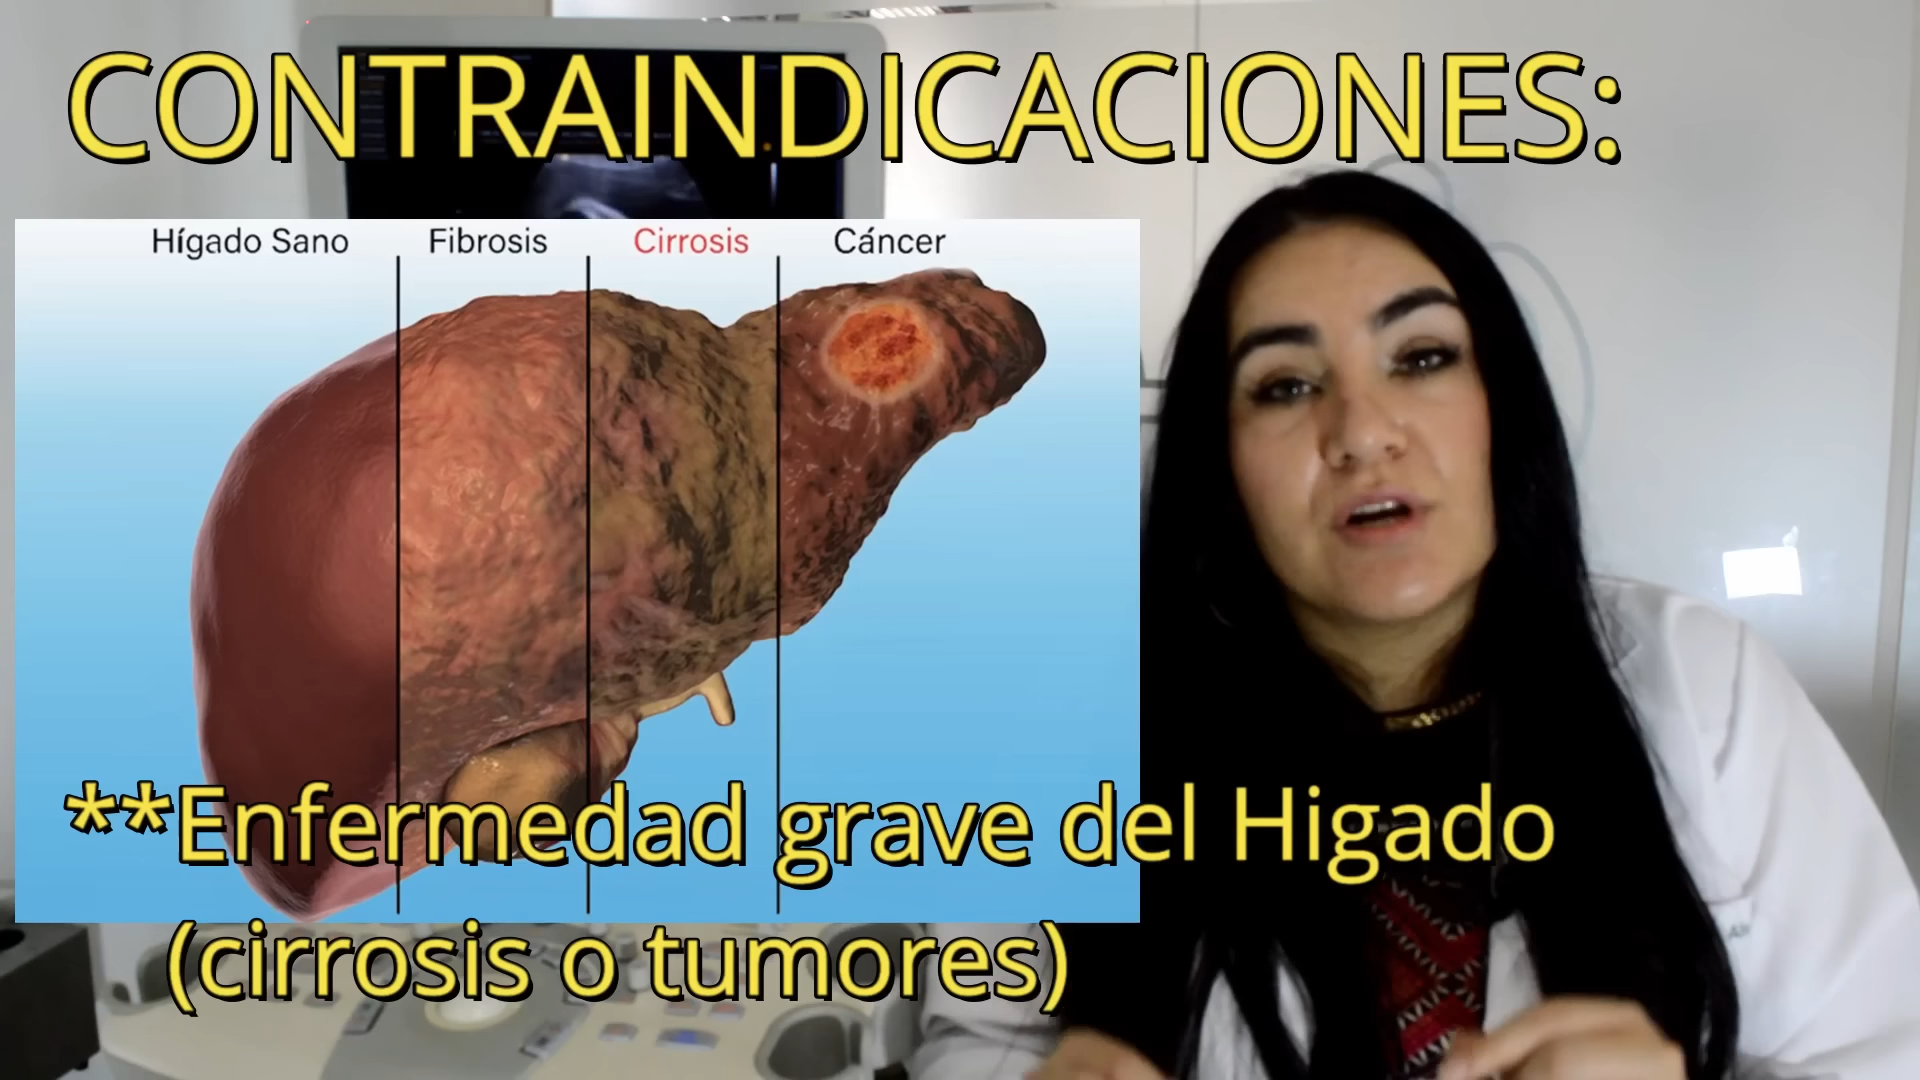 CONTRAINDICACIONES:
Hígado Sano Fibrosis Cirrosis Cáncer
**Enfermedad grave del Higado
(cirrosis o tumores)